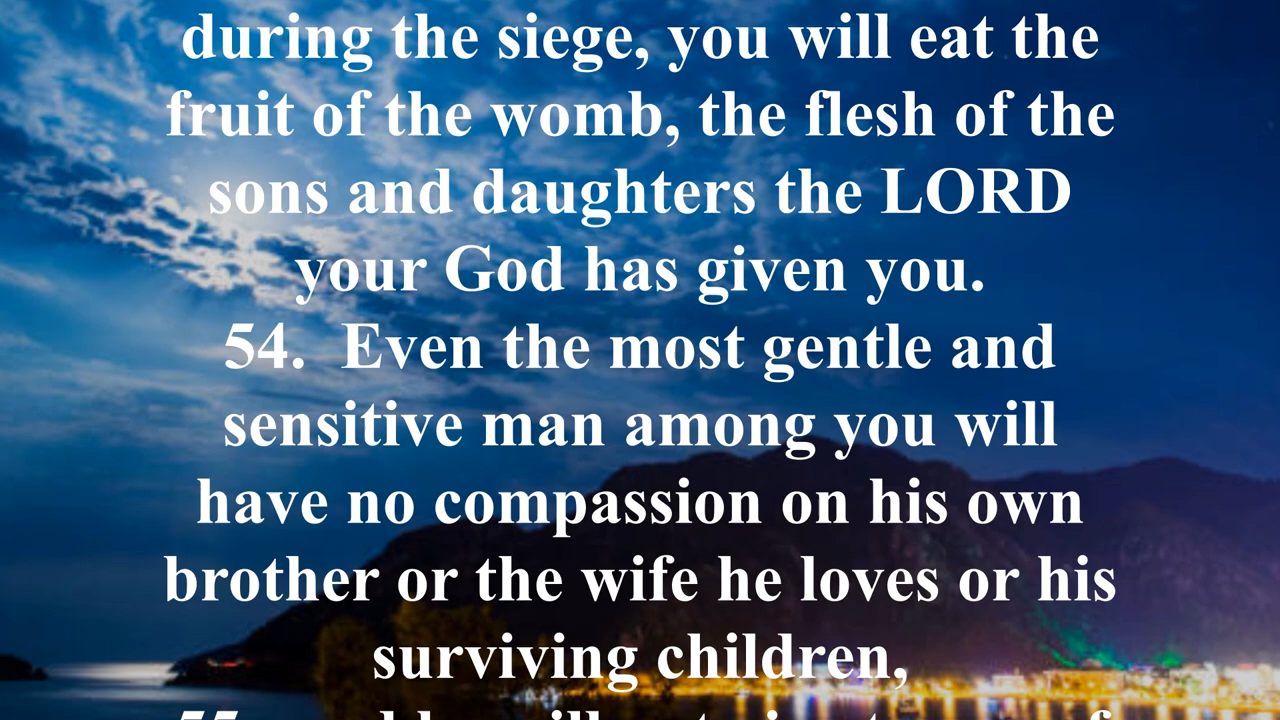 during the siege, you will eat the
fruit of the womb, the flesh of the
sons and daughters the LORD
your God has given you.
54.  Even the most gentle and
sensitive man among you will
have no compassion on his own
brother or the wife he loves or his
surviving children,